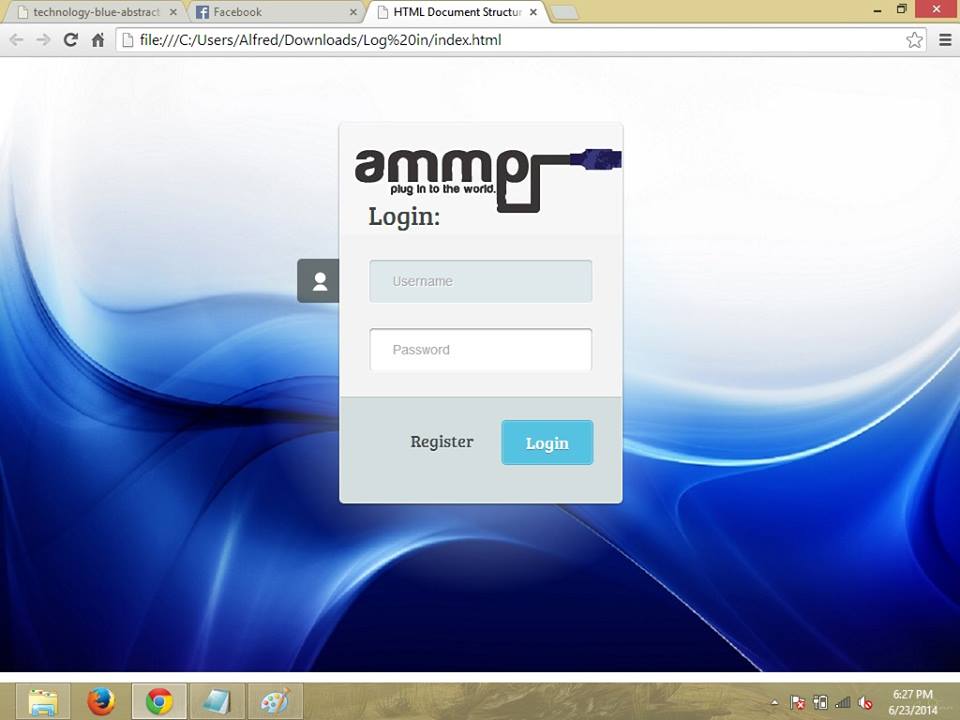 technology-blue-abstract
Facebook
HTML Document Structur
file:///C:/Users/Alfred/Downloads/Log%20in/index.html
ammp
plug in to the world.
Login:
Username
Password
Register
Login
6:27 PM
6/23/2014